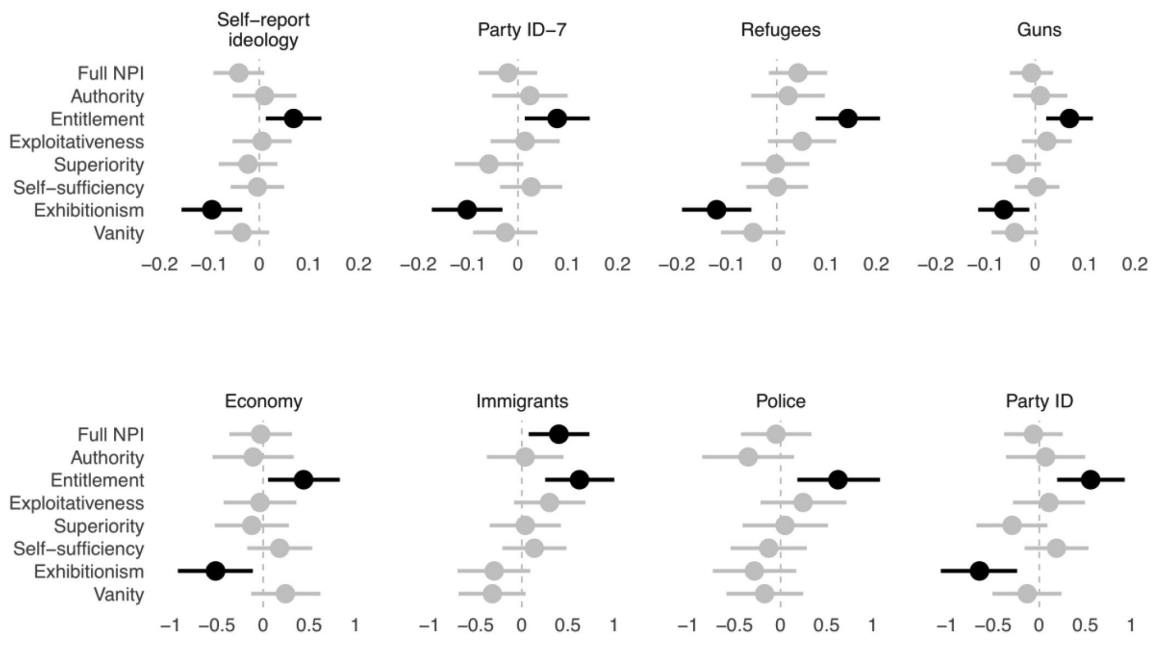 Self−report
ideology
Party ID−7
Refugees
Guns
Full NPI
Authority
Entitlement
Exploitativeness
Superiority
Self−sufficiency
Exhibitionism
Vanity
−0.2 −0.1 0 0.1 0.2 −0.2 −0.1 0 0.1 0.2 −0.2 −0.1 0 0.1 0.2 −0.2 −0.1 0 0.1 0.2
Economy
Immigrants
Police
Party ID
Full NPI
Authority
Entitlement
Exploitativeness
Superiority
Self−sufficiency
Exhibitionism
Vanity
−1 −0.5 0 0.5 1 −1 −0.5 0 0.5 1 −1 −0.5 0 0.5 1 −1 −0.5 0 0.5 1